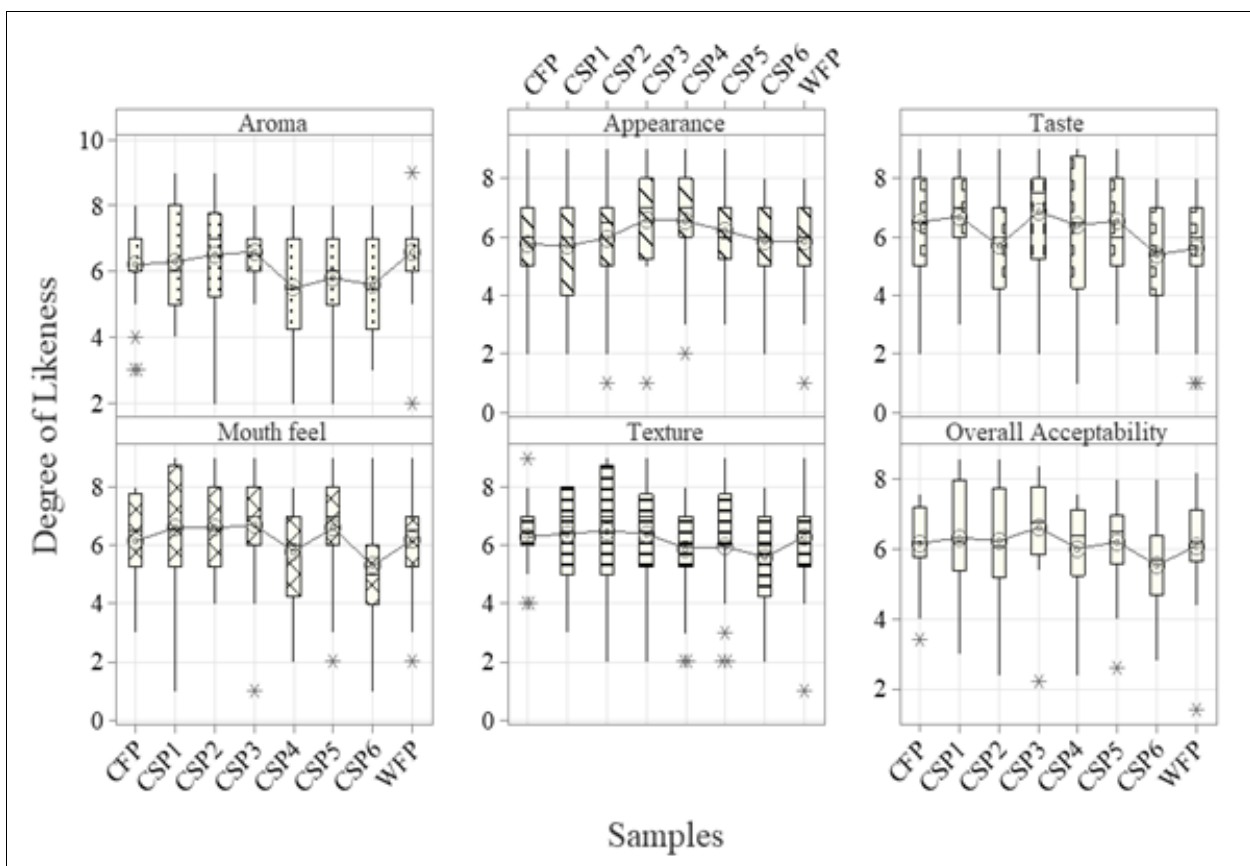 CFP CSP1 CSP2 CSP3 CSP4 CSP5 CSP6 WFP
Aroma Appearance Taste
10
8 8 8
6 6 6
4 4 4
2 2 2
0 0
Mouth feel Texture Overall Acceptability
8 8 8
6 6 6
4 4 4
2 2 2
0 0
Degree of Likeness
CFP CSP1 CSP2 CSP3 CSP4 CSP5 CSP6 WFP CFP CSP1 CSP2 CSP3 CSP4 CSP5 CSP6 WFP
Samples